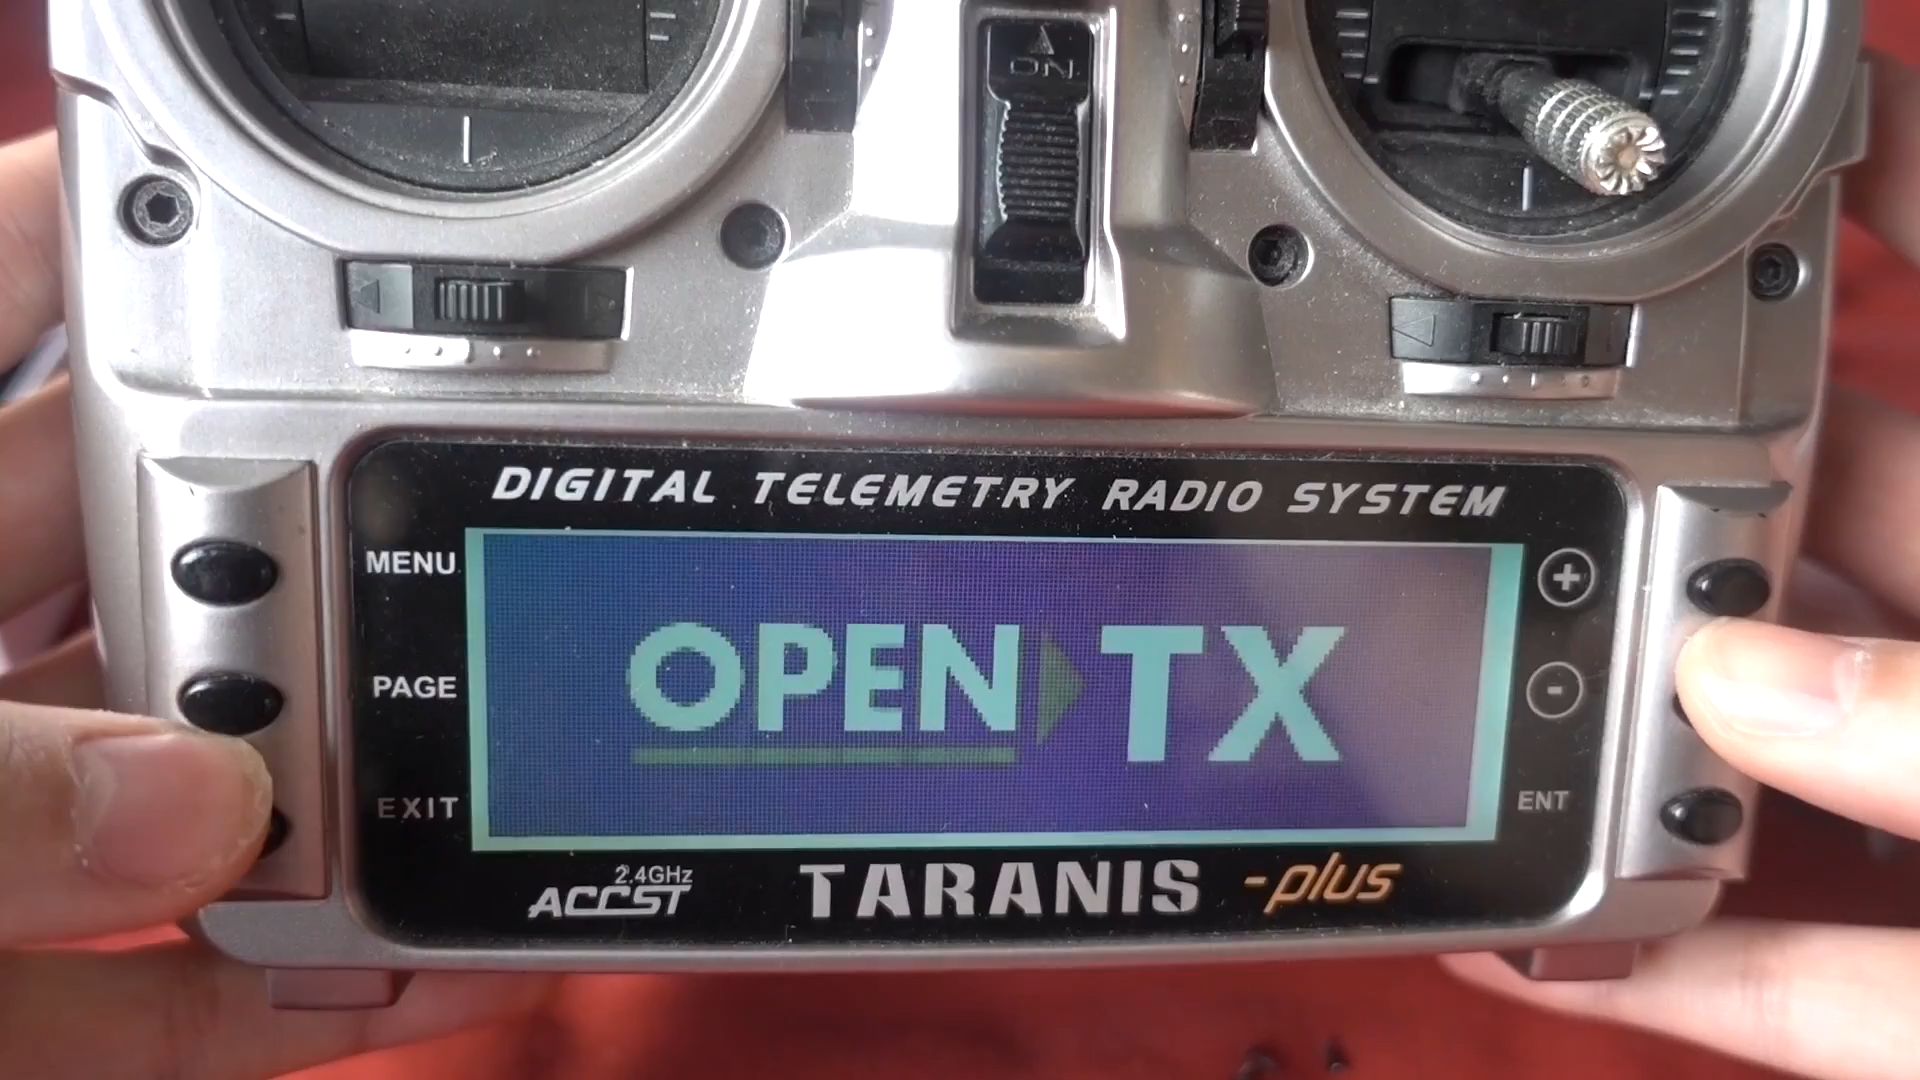 ON
DIGITAL TELEMETRY RADIO SYSTEM
MENU
+
OPEN TX
PAGE
-
EXIT
ENT
2.4GHz
ACCST
TARANIS -plus